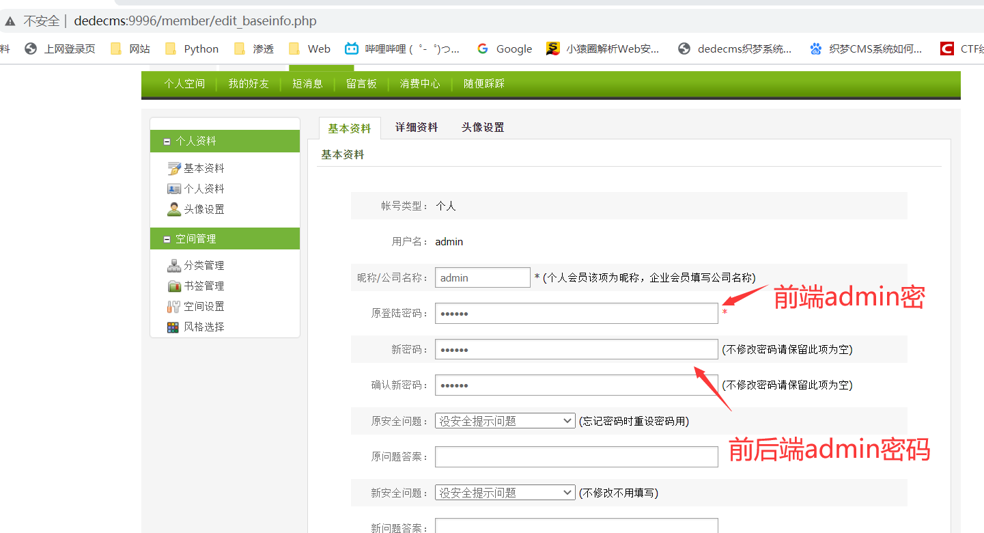 不安全 | dedecms:9996/member/edit_baseinfo.php
料 上网登录页 网站 Python 渗透 Web 哔哩哔哩 ( ゜- ゜)つ... Google 小猿圈解析Web安... dedecms织梦系统... 织梦CMS系统如何... CTF
个人空间 我的好友 短消息 留言板 消费中心 随便踩踩
个人资料
基本资料
个人资料
头像设置
空间管理
分类管理
书签管理
空间设置
风格选择
基本资料 详细资料 头像设置
基本资料
帐号类型： 个人
用户名： admin
昵称/公司名称： admin * (个人会员该项为昵称，企业会员填写公司名称)
原登陆密码： •••••• *
前端admin密
新密码： •••••• (不修改密码请保留此项为空)
确认新密码： •••••• (不修改密码请保留此项为空)
原安全问题： 没安全提示问题 (忘记密码时重设密码用)
前后端admin密码
原问题答案：
新安全问题： 没安全提示问题 (不修改不用填写)
新问题答案：